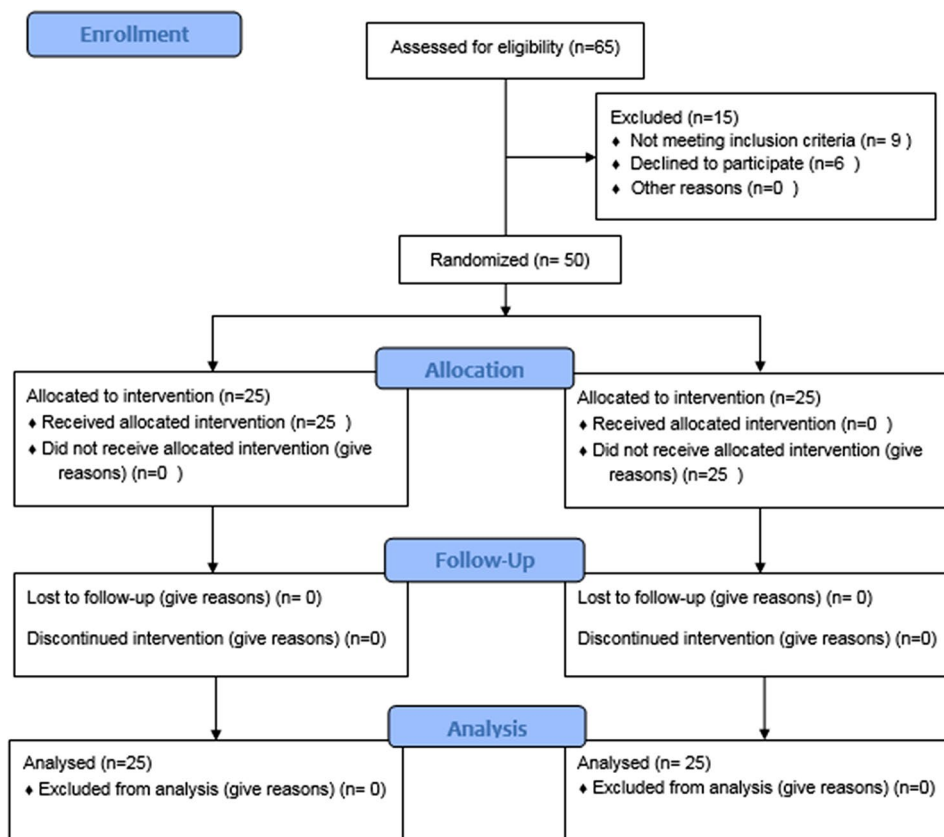 Enrollment
Assessed for eligibility (n=65)
Excluded (n=15)
♦ Not meeting inclusion criteria (n= 9 )
♦ Declined to participate (n=6 )
♦ Other reasons (n=0 )
Randomized (n= 50)
Allocation
Allocated to intervention (n=25)
♦ Received allocated intervention (n=25 )
♦ Did not receive allocated intervention (give
reasons) (n=0 )
Allocated to intervention (n=25)
♦ Received allocated intervention (n=0 )
♦ Did not receive allocated intervention (give
reasons) (n=25 )
Follow-Up
Lost to follow-up (give reasons) (n= 0)
Discontinued intervention (give reasons) (n=0)
Lost to follow-up (give reasons) (n= 0)
Discontinued intervention (give reasons) (n=0)
Analysis
Analysed (n=25)
♦ Excluded from analysis (give reasons) (n= 0)
Analysed (n= 25)
♦ Excluded from analysis (give reasons) (n=0)